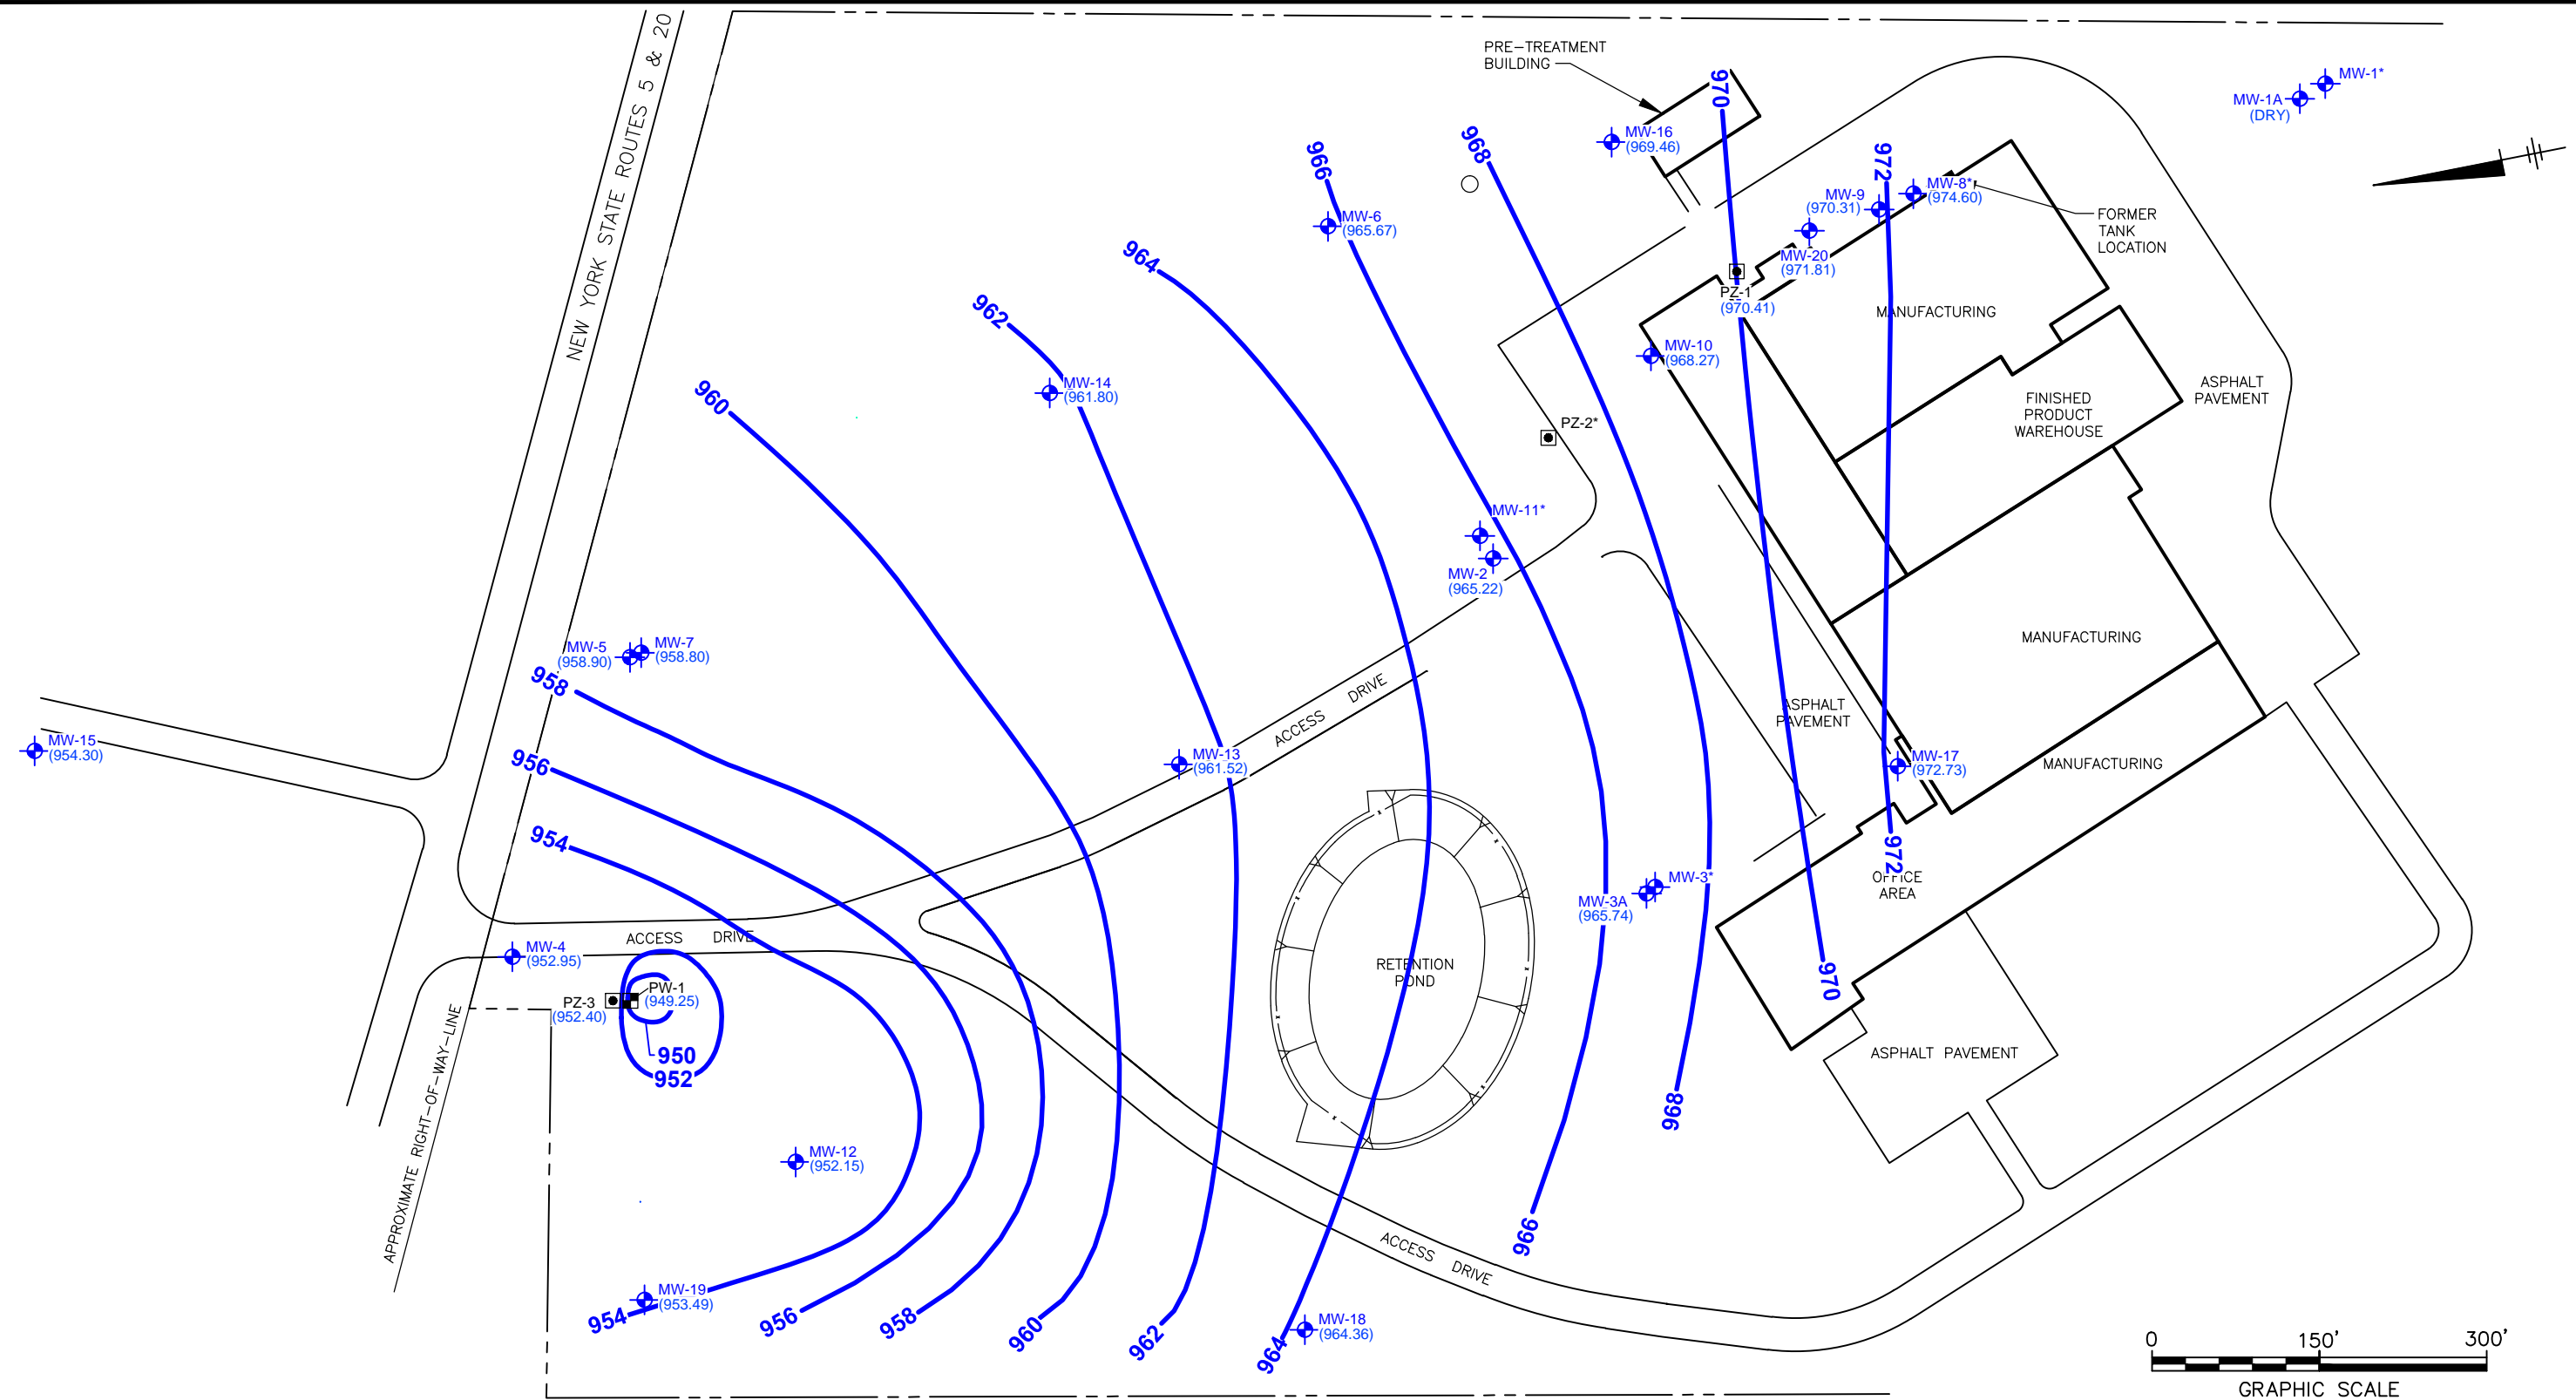 PRE-TREATMENT
BUILDING
NEW YORK STATE ROUTES 5 & 20
970
MW-1*
MW-1A
(DRY)
MW-16
(969.46)
966
968
972
MW-9
(970.31)
MW-8*
(974.60)
FORMER
TANK
LOCATION
MW-6
(965.67)
MW-20
(971.81)
964
962
PZ-1
(970.41)
MANUFACTURING
MW-10
(968.27)
960
MW-14
(961.80)
ASPHALT
PAVEMENT
FINISHED
PRODUCT
WAREHOUSE
PZ-2*
MW-11*
MW-2
(965.22)
MW-5
(958.90)
MW-7
(958.80)
MANUFACTURING
958
ACCESS DRIVE
ASPHALT
PAVEMENT
MW-15
(954.30)
956
MW-13
(961.52)
MW-17
(972.73)
MANUFACTURING
954
972
OFFICE
AREA
MW-3*
MW-3A
(965.74)
ACCESS DRIVE
MW-4
(952.95)
RETENTION
POND
970
PZ-3
(952.40)
PW-1
(949.25)
950
952
ASPHALT PAVEMENT
968
APPROXIMATE RIGHT-OF-WAY-LINE
MW-12
(952.15)
966
ACCESS DRIVE
MW-19
(953.49)
954
956
958
960
962
964
MW-18
(964.36)
0 150' 300'
GRAPHIC SCALE